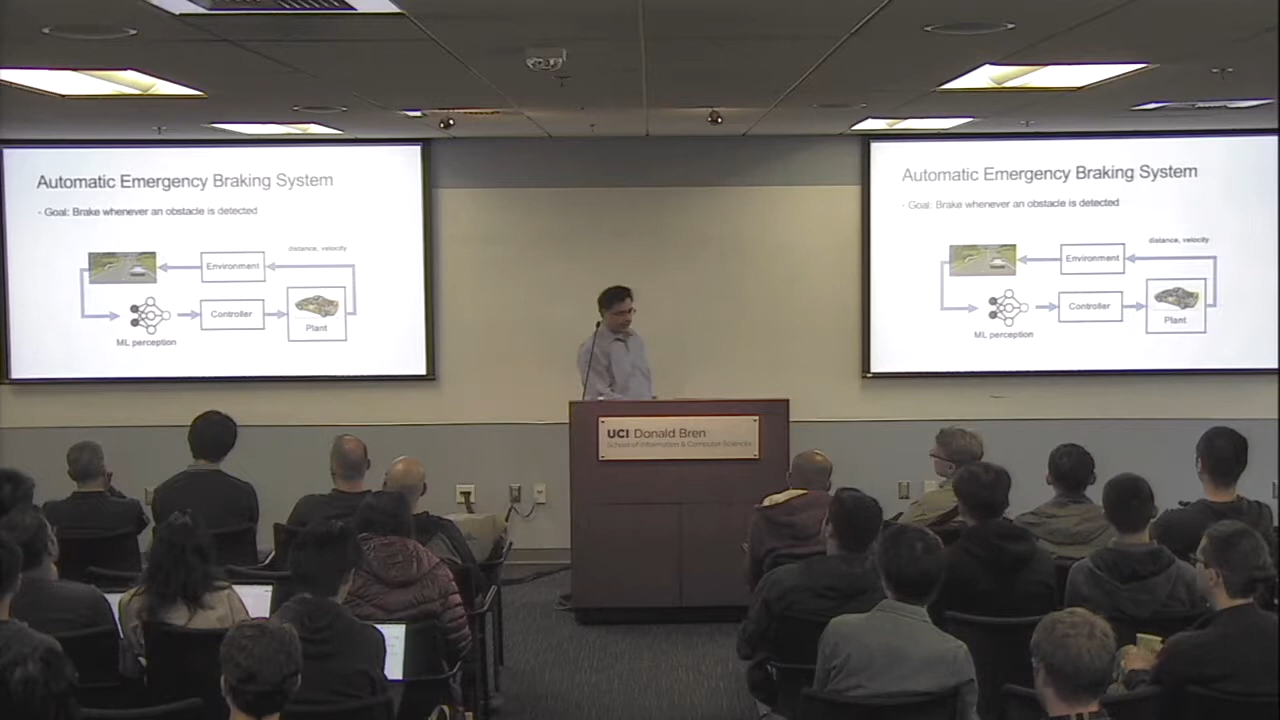 Automatic Emergency Braking System
- Goal: Brake whenever an obstacle is detected
distance, velocity
Environment
Controller
Plant
ML perception
UCI Donald Bren
School of Information & Computer Sciences
Automatic Emergency Braking System
- Goal: Brake whenever an obstacle is detected
distance, velocity
Environment
Controller
Plant
ML perception